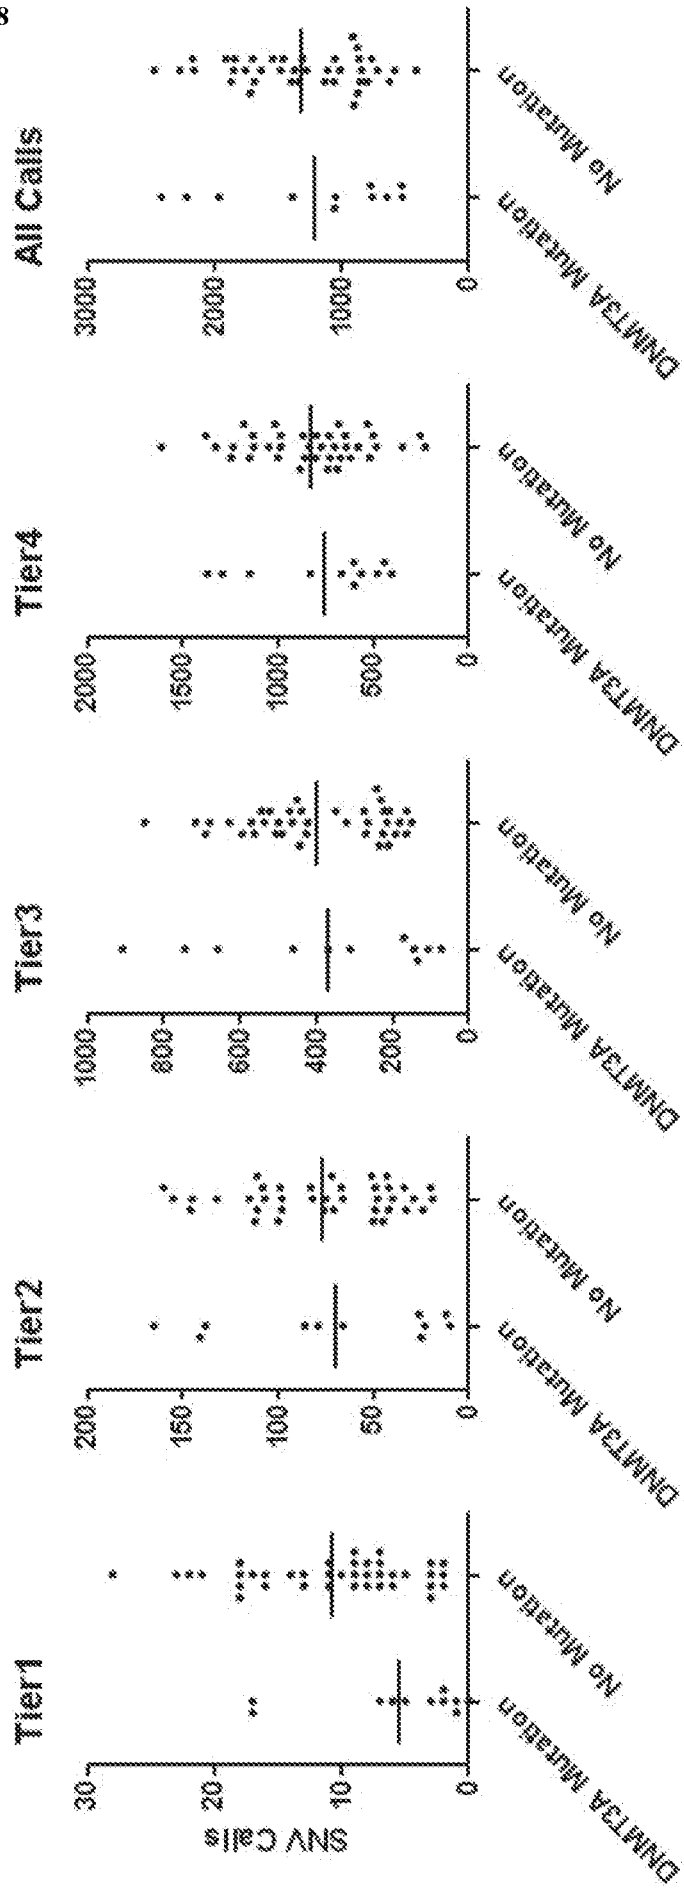 8
Tier1
30
20
10
0
SNV Calls
DNMT3A Mutation
No Mutation
Tier2
200
150
100
50
0
DNMT3A Mutation
No Mutation
Tier3
1000
800
600
400
200
0
DNMT3A Mutation
No Mutation
Tier4
2000
1500
1000
500
0
DNMT3A Mutation
No Mutation
All Calls
3000
2000
1000
0
DNMT3A Mutation
No Mutation